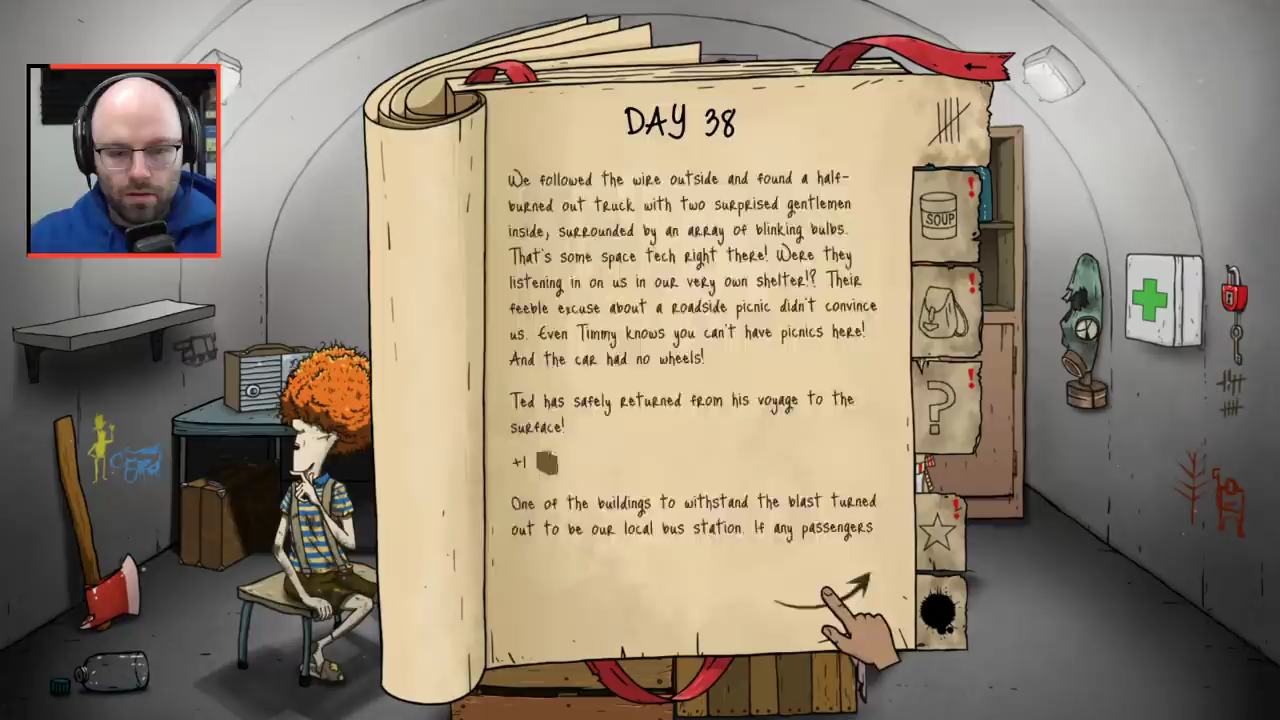 DAY 38
We followed the wire outside and found a half-
burned out truck with two surprised gentlemen
inside, surrounded by an array of blinking bulbs.
That's some space tech right there! Were they
listening in on us in our very own shelter!? Their
feeble excuse about a roadside picnic didn't convince
us. Even Timmy knows you can't have picnics here!
And the car had no wheels!
Ted has safely returned from his voyage to the
surface!
+1
One of the buildings to withstand the blast turned
out to be our local bus station. If any passengers
SOUP
!
!
?
!
!